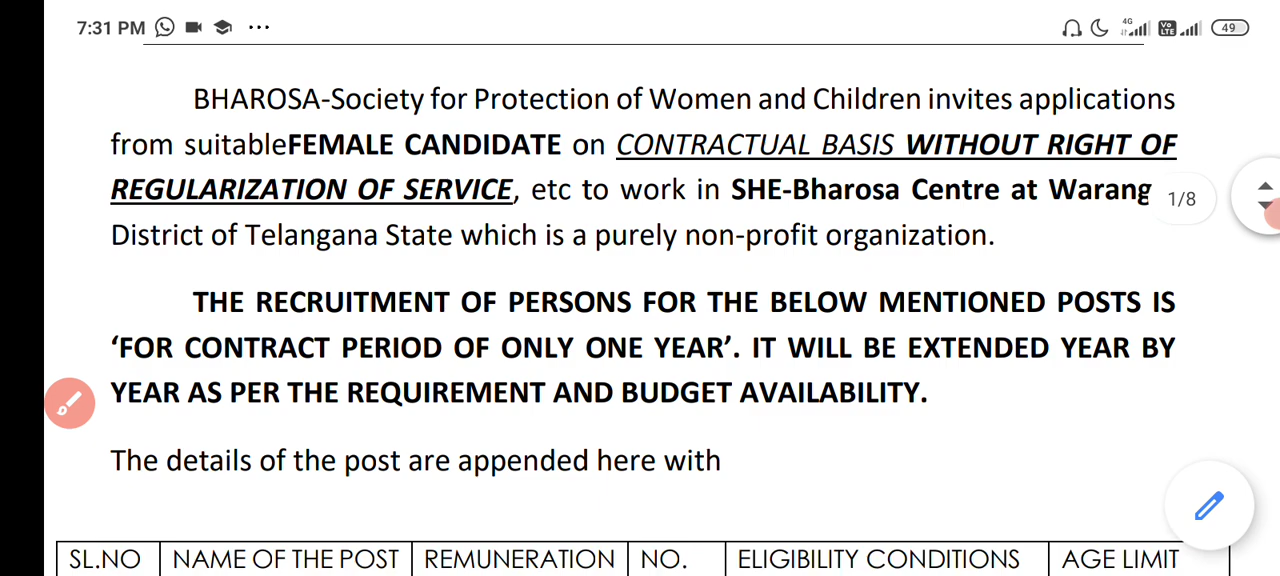 7:31 PM
4G
Vo
LTE
49
BHAROSA-Society for Protection of Women and Children invites applications
from suitableFEMALE CANDIDATE on CONTRACTUAL BASIS WITHOUT RIGHT OF
REGULARIZATION OF SERVICE, etc to work in SHE-Bharosa Centre at Warang
1/8
District of Telangana State which is a purely non-profit organization.
THE RECRUITMENT OF PERSONS FOR THE BELOW MENTIONED POSTS IS
‘FOR CONTRACT PERIOD OF ONLY ONE YEAR’. IT WILL BE EXTENDED YEAR BY
YEAR AS PER THE REQUIREMENT AND BUDGET AVAILABILITY.
The details of the post are appended here with
SL.NO NAME OF THE POST REMUNERATION NO. ELIGIBILITY CONDITIONS AGE LIMIT